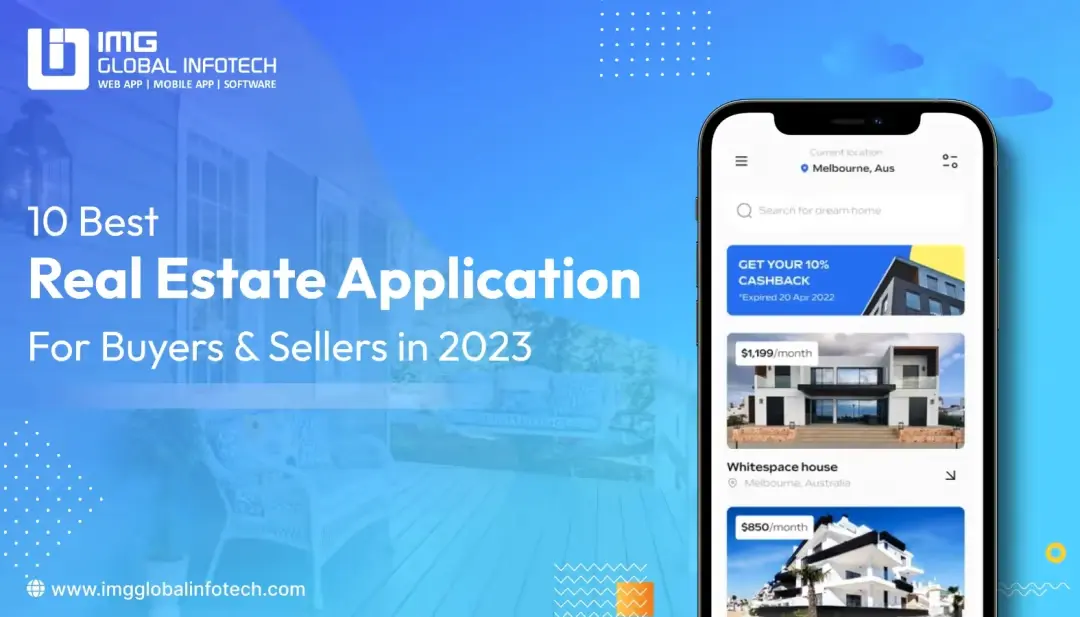 IMG
GLOBAL INFOTECH
WEB APP | MOBILE APP | SOFTWARE
10 Best
Real Estate Application
For Buyers & Sellers in 2023
www.imgglobalinfotech.com
Current location
Melbourne, Aus
Search for dream home
GET YOUR 10%
CASHBACK
*Expired 20 Apr 2022
$1,199/month
Whitespace house
Melbourne, Australia
$850/month